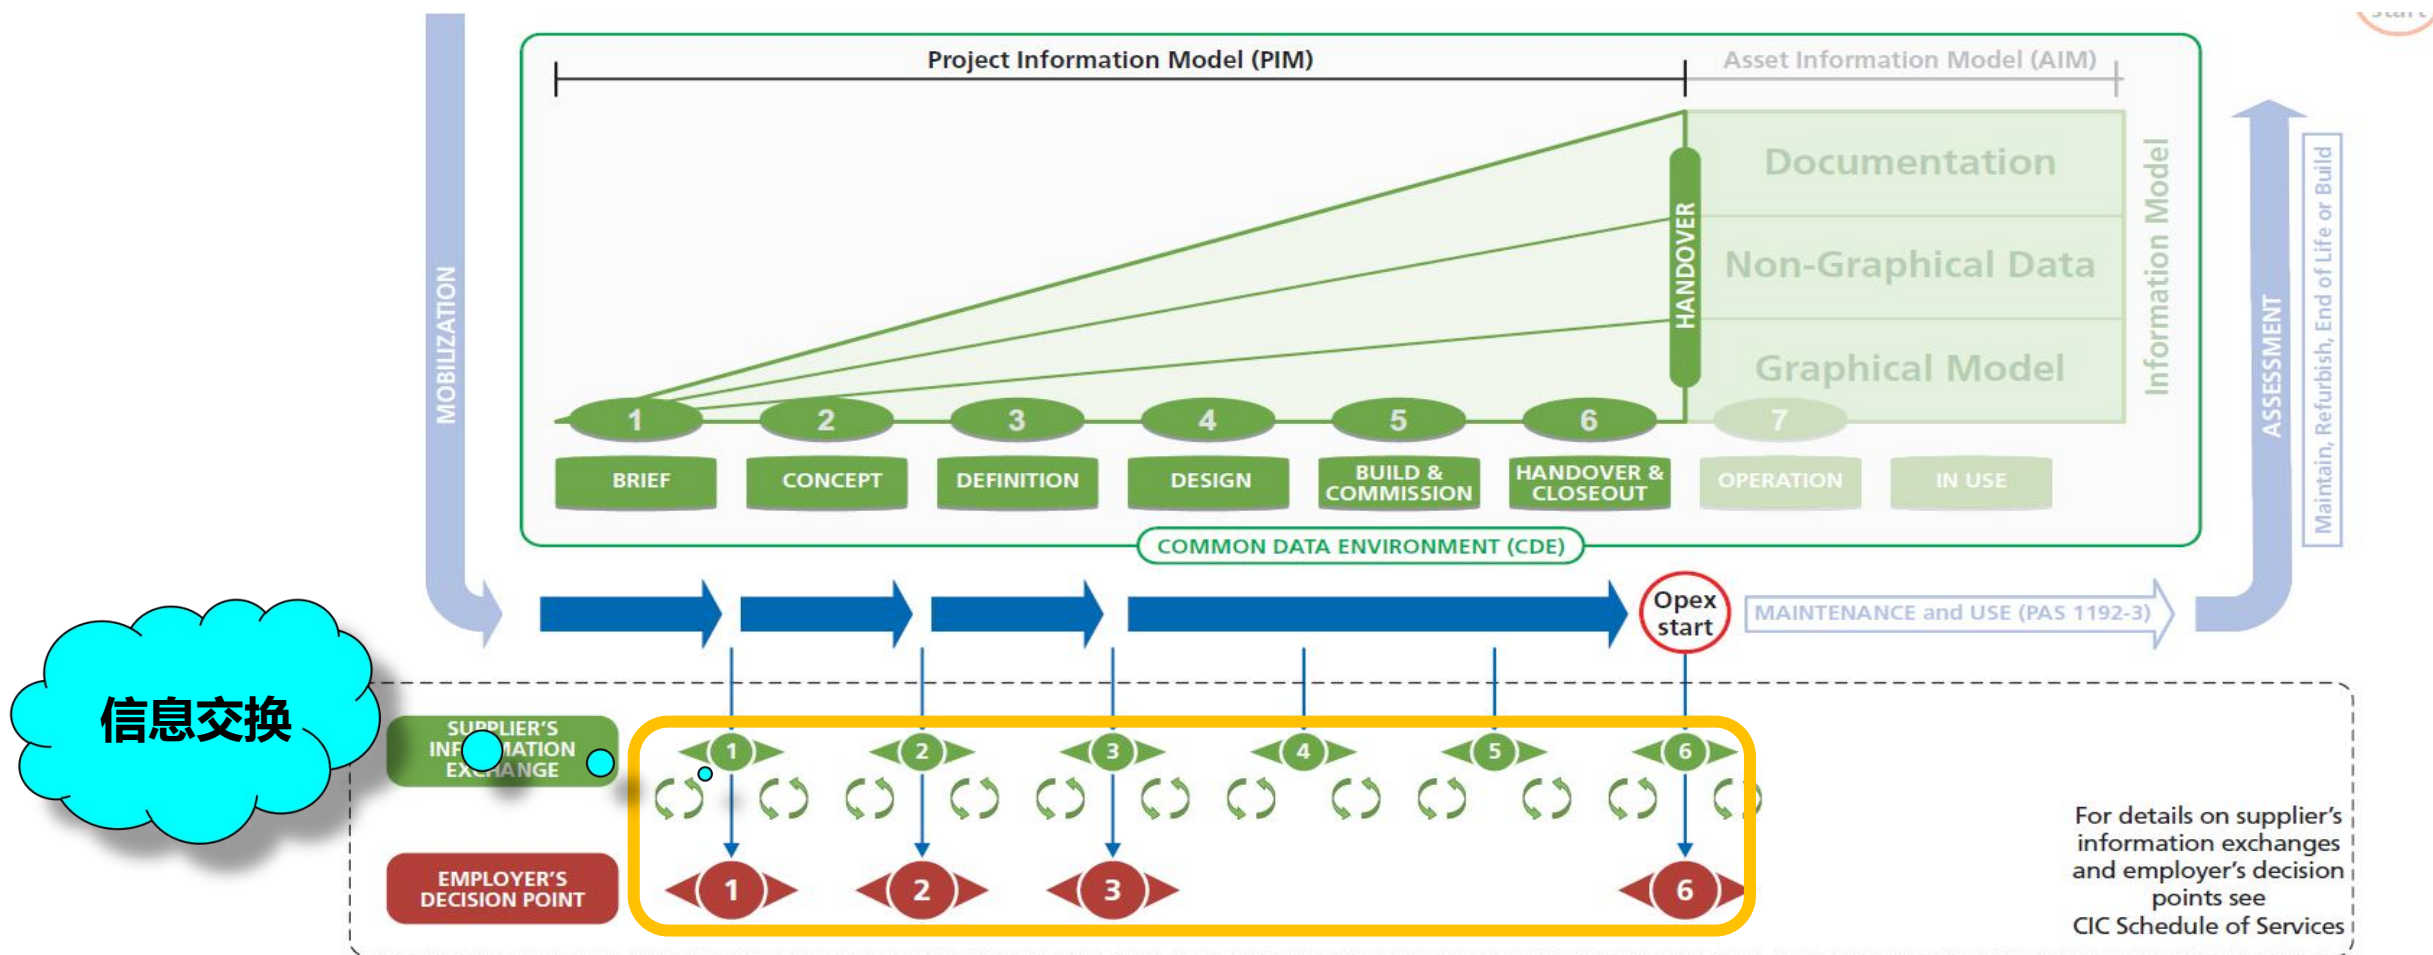 start
Project Information Model (PIM)
Asset Information Model (AIM)
Documentation
Non-Graphical Data
Graphical Model
Information Model
HANDOVER
MOBILIZATION
ASSESSMENT
Maintain, Refurbish, End of Life or Build
1
2
3
4
5
6
7
BRIEF
CONCEPT
DEFINITION
DESIGN
BUILD &
COMMISSION
HANDOVER &
CLOSEOUT
OPERATION
IN USE
COMMON DATA ENVIRONMENT (CDE)
Opex
start
MAINTENANCE and USE (PAS 1192-3)
信息交换
SUPPLIER'S
INFORMATION
EXCHANGE
1
2
3
4
5
6
EMPLOYER'S
DECISION POINT
1
2
3
6
For details on supplier's
information exchanges
and employer's decision
points see
CIC Schedule of Services